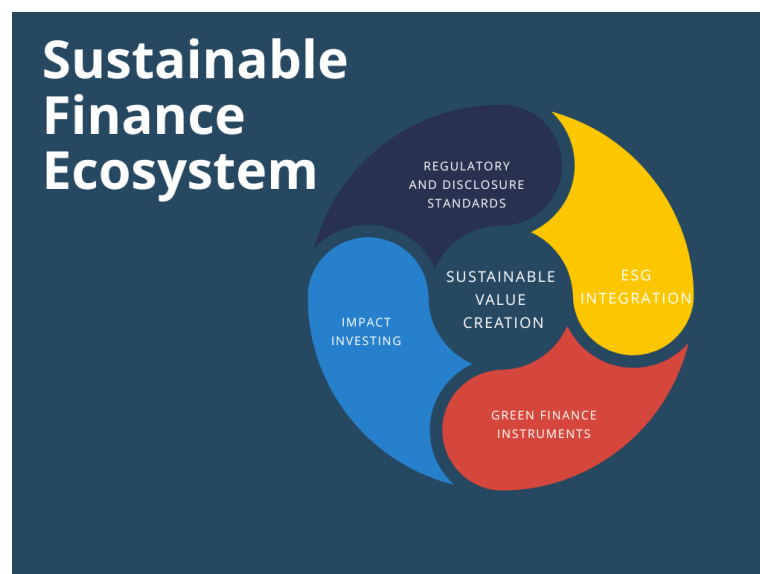 Sustainable
Finance
Ecosystem
REGULATORY
AND DISCLOSURE
STANDARDS
ESG
INTEGRATION
SUSTAINABLE
VALUE
CREATION
IMPACT
INVESTING
GREEN FINANCE
INSTRUMENTS